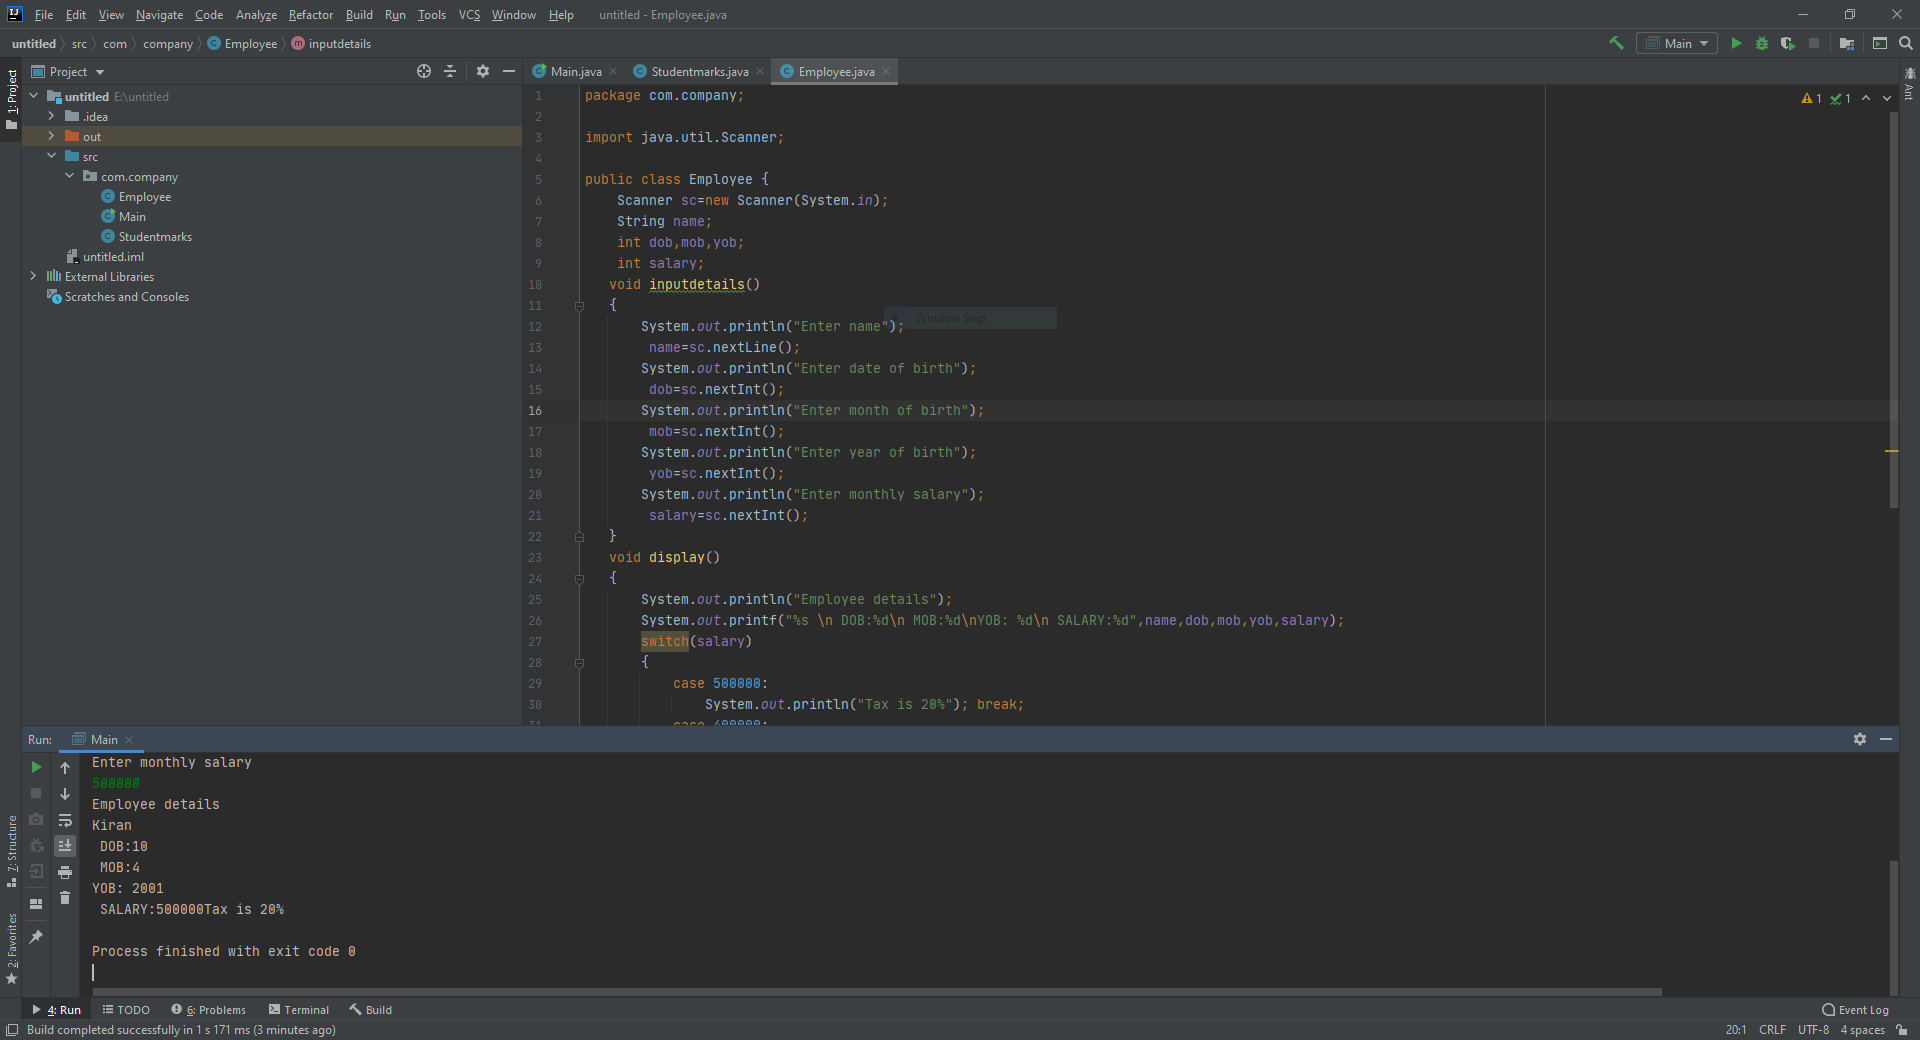 File Edit View Navigate Code Analyze Refactor Build Run Tools VCS Window Help untitled - Employee.java
untitled src com company Employee inputdetails
Main
Project
Main.java Studentmarks.java Employee.java
1: Project
Ant
untitled E:\untitled
.idea
out
src
com.company
Employee
Main
Studentmarks
untitled.iml
External Libraries
Scratches and Consoles
1 1
1 package com.company;
2
3 import java.util.Scanner;
4
5 public class Employee {
6 Scanner sc=new Scanner(System.in);
7 String name;
8 int dob,mob,yob;
9 int salary;
10 void inputdetails()
11 {
Window Snip
12 System.out.println("Enter name");
13 name=sc.nextLine();
14 System.out.println("Enter date of birth");
15 dob=sc.nextInt();
16 System.out.println("Enter month of birth");
17 mob=sc.nextInt();
18 System.out.println("Enter year of birth");
19 yob=sc.nextInt();
20 System.out.println("Enter monthly salary");
21 salary=sc.nextInt();
22 }
23 void display()
24 {
25 System.out.println("Employee details");
26 System.out.printf("%s \n DOB:%d\n MOB:%d\nYOB: %d\n SALARY:%d",name,dob,mob,yob,salary);
27 switch(salary)
28 {
29 case 500000:
30 System.out.println("Tax is 20%"); break;
31 case 400000:
Run: Main
Enter monthly salary
500000
Employee details
Kiran
DOB:10
MOB:4
YOB: 2001
SALARY:500000Tax is 20%
Process finished with exit code 0
7: Structure
2: Favorites
4: Run TODO 6: Problems Terminal Build Event Log
Build completed successfully in 1 s 171 ms (3 minutes ago) 20:1 CRLF UTF-8 4 spaces